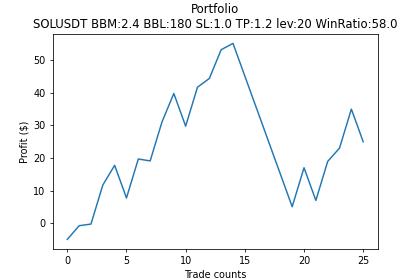 Portfolio
SOLUSDT BBM:2.4 BBL:180 SL:1.0 TP:1.2 lev:20 WinRatio:58.0
Profit ($)
50
40
30
20
10
0
0 5 10 15 20 25
Trade counts